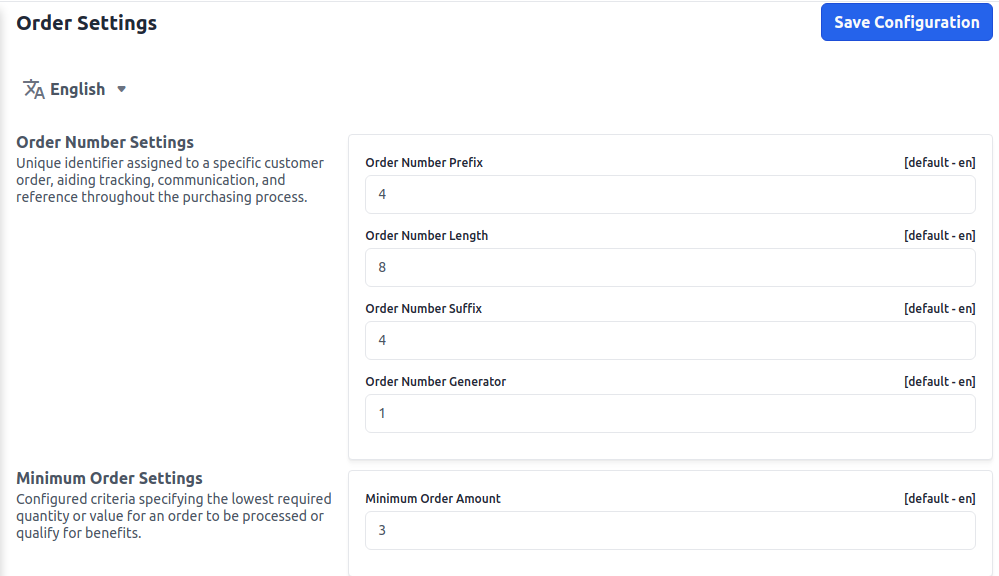 Order Settings
Save Configuration
English
Order Number Settings
Unique identifier assigned to a specific customer
order, aiding tracking, communication, and
reference throughout the purchasing process.
Order Number Prefix [default - en]
4
Order Number Length [default - en]
8
Order Number Suffix [default - en]
4
Order Number Generator [default - en]
1
Minimum Order Settings
Configured criteria specifying the lowest required
quantity or value for an order to be processed or
qualify for benefits.
Minimum Order Amount [default - en]
3